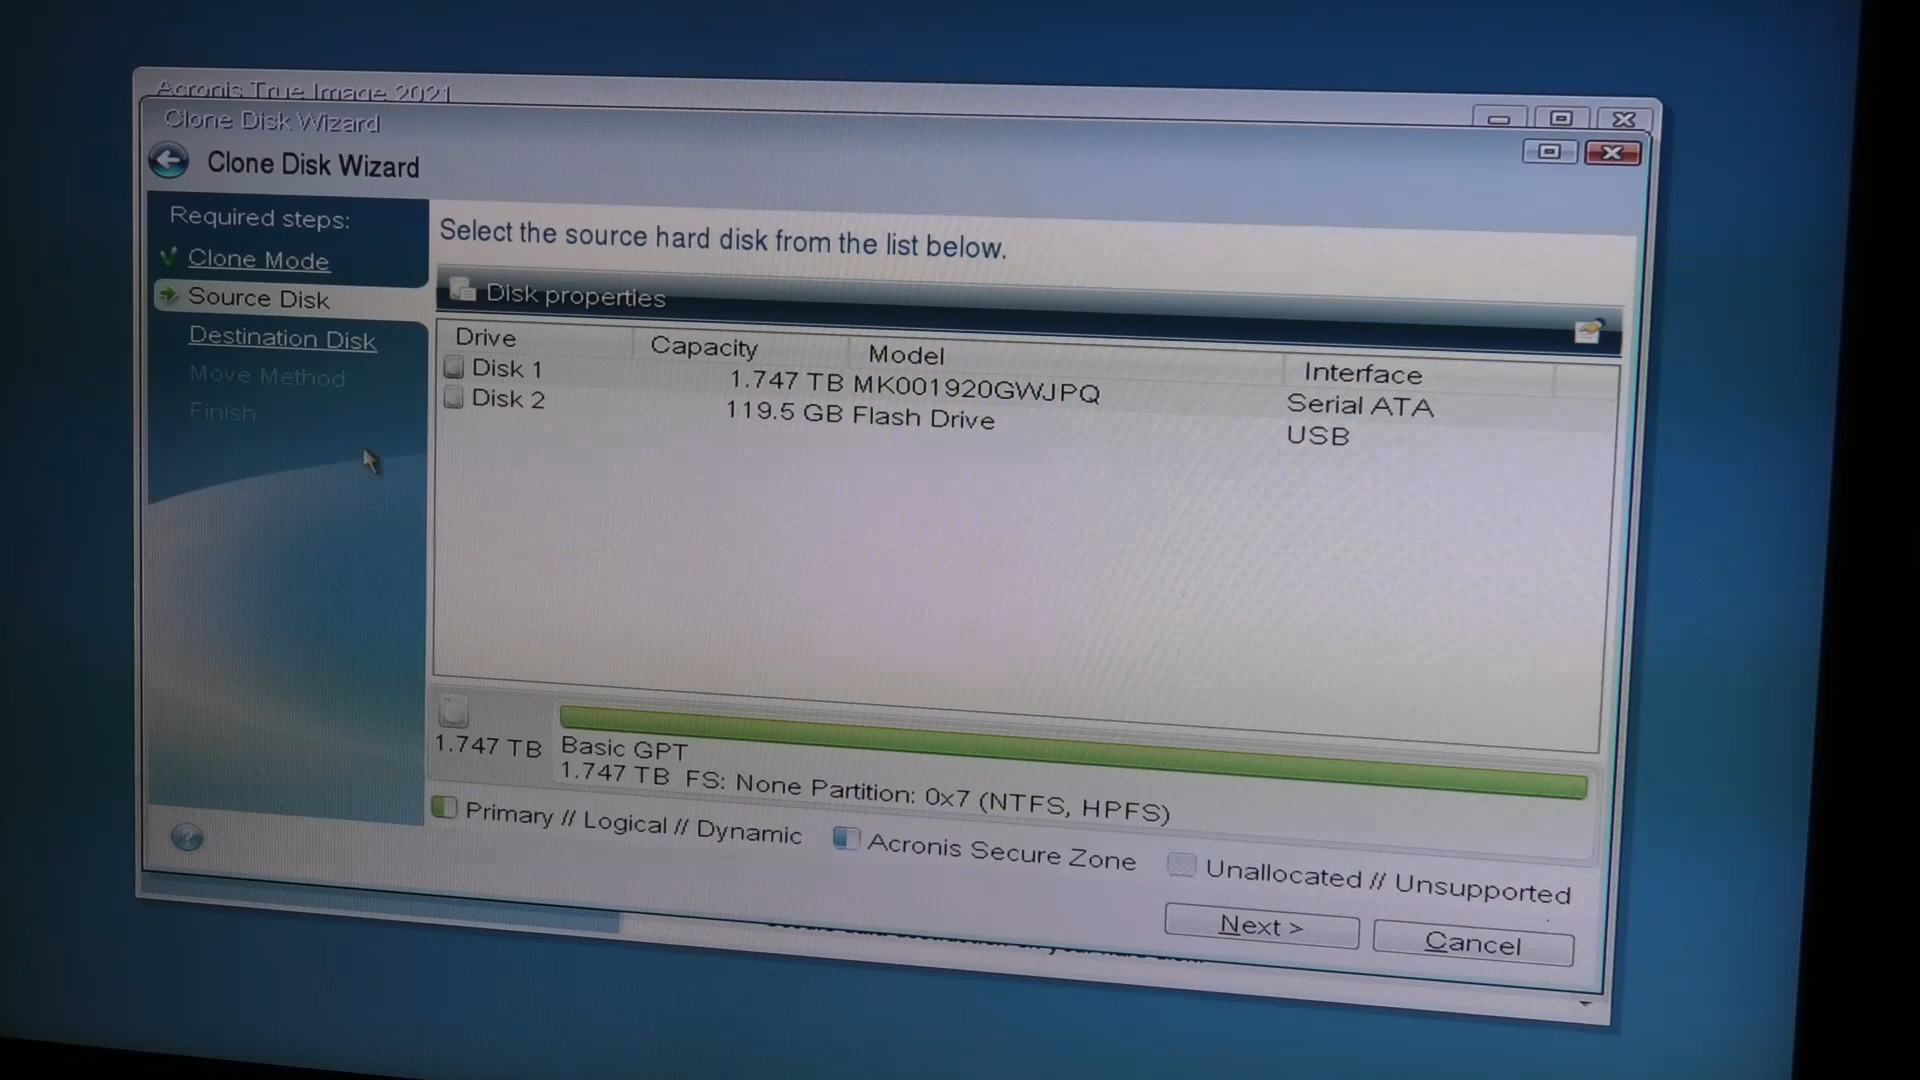 Acronis True Image 2021
Clone Disk Wizard
Clone Disk Wizard
Required steps:
Clone Mode
Source Disk
Destination Disk
Move Method
Finish
Select the source hard disk from the list below.
Disk properties
Drive Capacity Model Interface
Disk 1 1.747 TB MK001920GWJPQ Serial ATA
Disk 2 119.5 GB Flash Drive USB
1.747 TB
Basic GPT
1.747 TB FS: None Partition: 0x7 (NTFS, HPFS)
Primary // Logical // Dynamic Acronis Secure Zone Unallocated // Unsupported
Next > Cancel